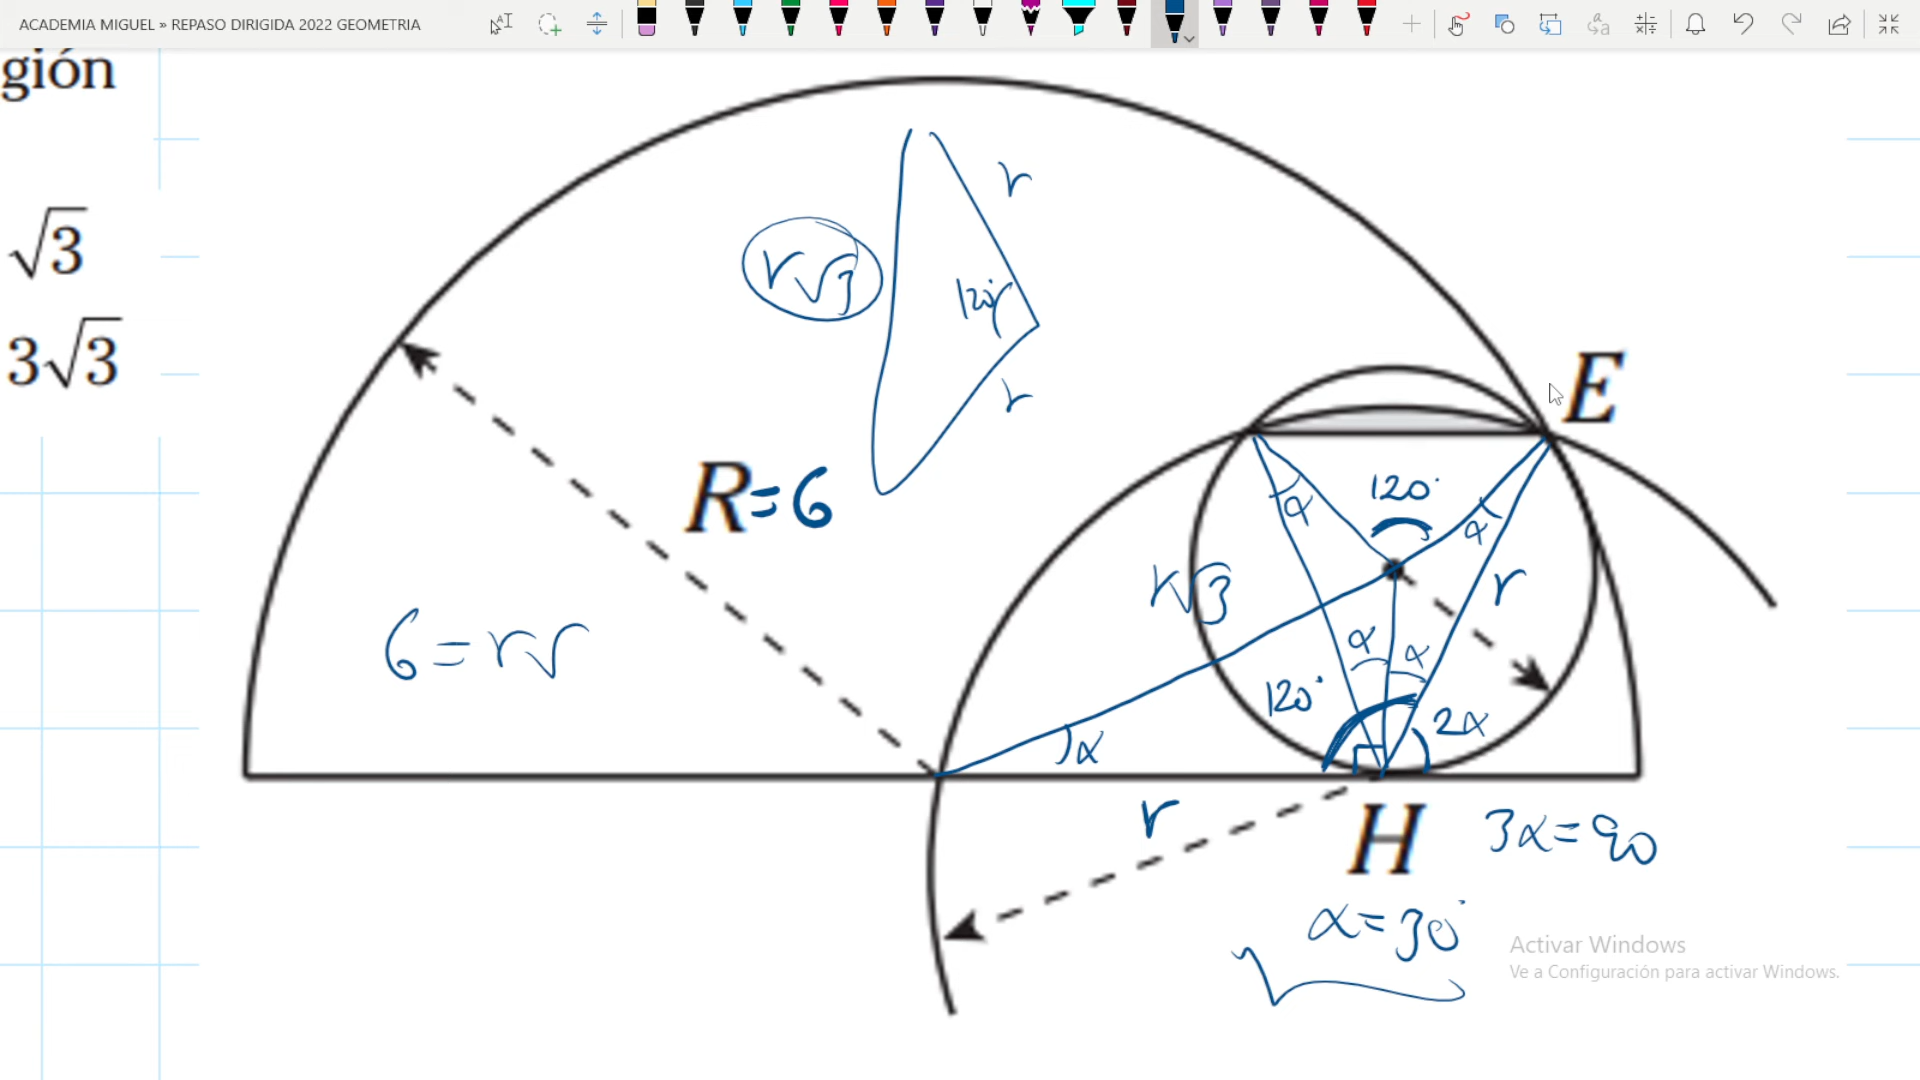 ACADEMIA MIGUEL » REPASO DIRIGIDA 2022 GEOMETRIA
gión
√3
3√3
r
r√3
120°
r
E
R=6
120°
α
α
r√3
r
6=r√
α
α
120°
2α
α
r
H
3α=90
α=30°
Activar Windows
Ve a Configuración para activar Windows.